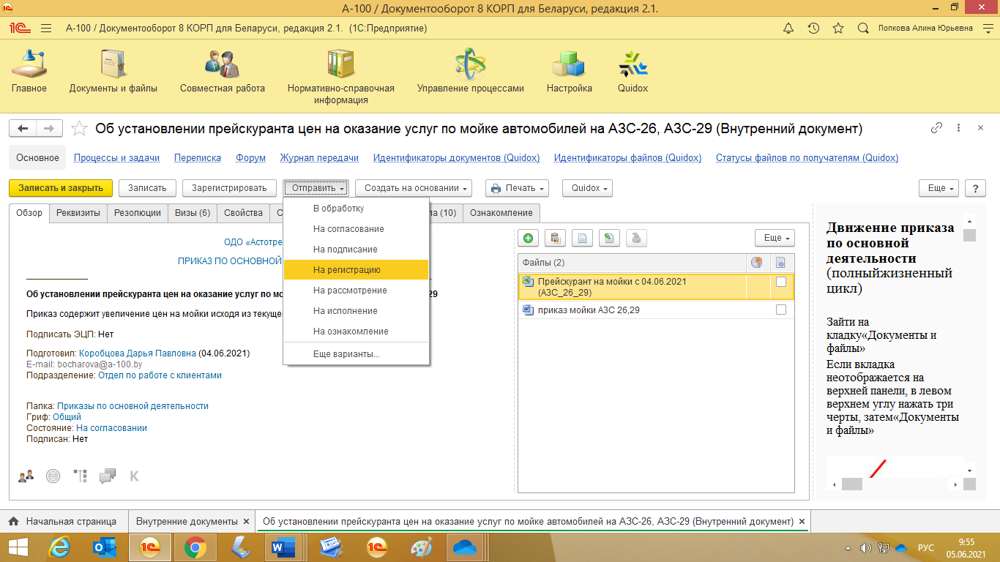 А-100 / Документооборот 8 КОРП для Беларуси, редакция 2.1.
А-100 / Документооборот 8 КОРП для Беларуси, редакция 2.1. (1С:Предприятие)
Попкова Алина Юрьевна
Главное
Документы и файлы
Совместная работа
Нормативно-справочная
информация
Управление процессами
Настройка
Quidox
Об установлении прейскуранта цен на оказание услуг по мойке автомобилей на АЗС-26, АЗС-29 (Внутренний документ)
Основное Процессы и задачи Переписка Форум Журнал передачи Идентификаторы документов (Quidox) Идентификаторы файлов (Quidox) Статусы файлов по получателям (Quidox)
Записать и закрыть Записать Зарегистрировать Отправить Создать на основании Печать Quidox Еще ?
Обзор Реквизиты Резолюции Визы (6) Свойства С ла (10) Ознакомление
В обработку
На согласование
На подписание
На регистрацию
На рассмотрение
На исполнение
На ознакомление
Еще варианты...
ОДО «Астотре
ПРИКАЗ ПО ОСНОВНОЙ
Об установлении прейскуранта цен на оказание услуг по мо 29
Приказ содержит увеличение цен на мойки исходя из текуще
Подписать ЭЦП: Нет
Подготовил: Коробцова Дарья Павловна (04.06.2021)
E-mail: bocharova@a-100.by
Подразделение: Отдел по работе с клиентами
Папка: Приказы по основной деятельности
Гриф: Общий
Состояние: На согласовании
Подписан: Нет
К
Еще
Файлы (2)
Прейскурант на мойки с 04.06.2021
(АЗС_26_29)
приказ мойки АЗС 26,29
Движение приказа
по основной
деятельности
(полныйжизненный
цикл)
Зайти на
кладку«Документы и
файлы»
Если вкладка
неотображается на
верхней панели, в левом
верхнем углу нажать три
черты, затем«Документы
и файлы»
Начальная страница
Внутренние документы
Об установлении прейскуранта цен на оказание услуг по мойке автомобилей на АЗС-26, АЗС-29 (Внутренний документ)
РУС
9:55
05.06.2021